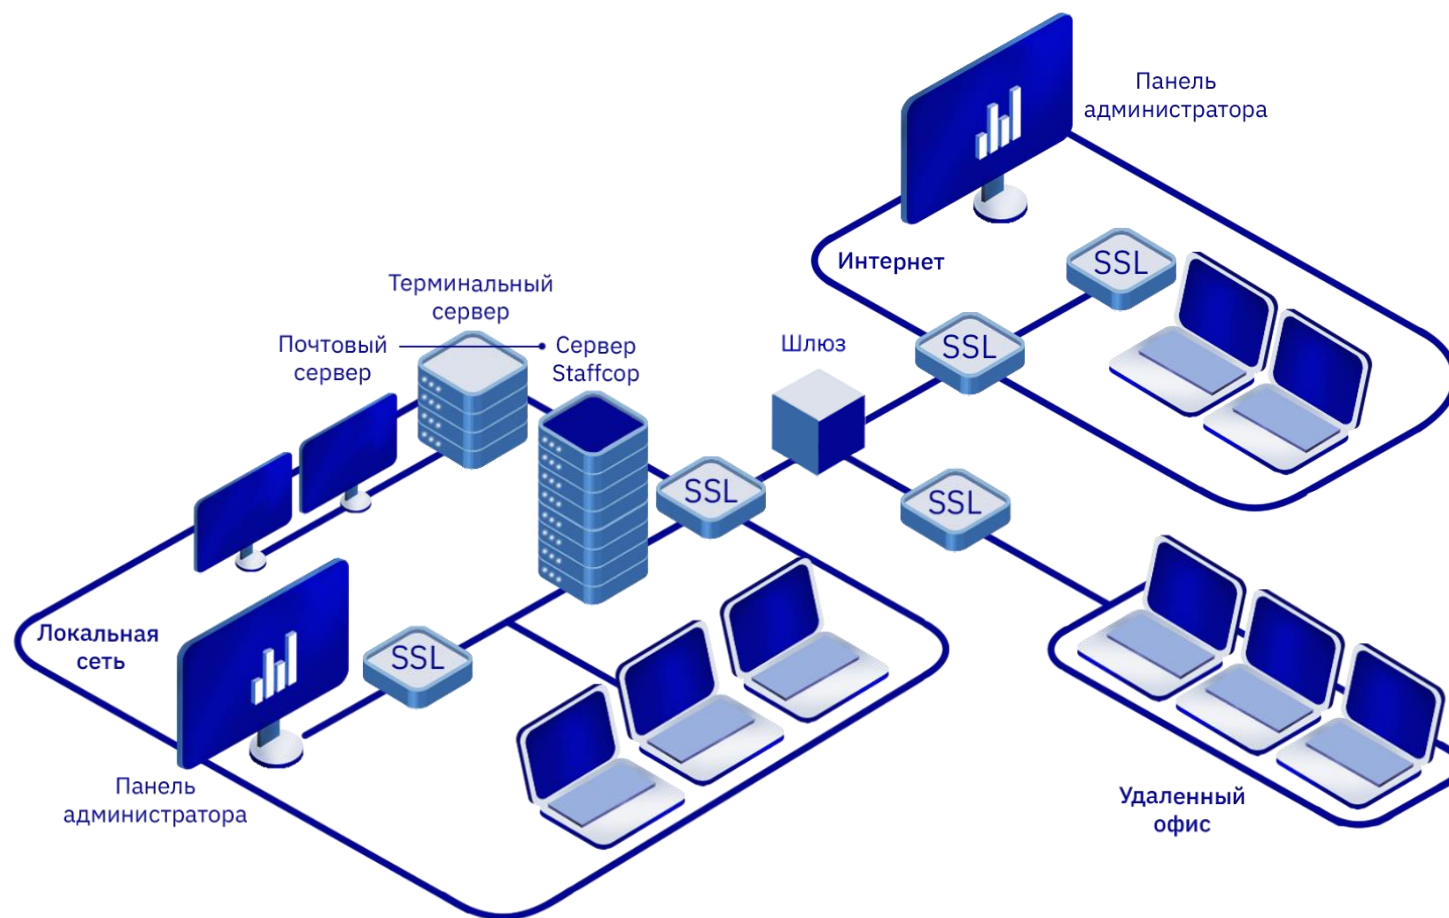 Панель
администратора
Интернет
SSL
SSL
Терминальный
сервер
Почтовый
сервер
Сервер
Staffcop
Шлюз
SSL
SSL
Локальная
сеть
SSL
Панель
администратора
Удаленный
офис